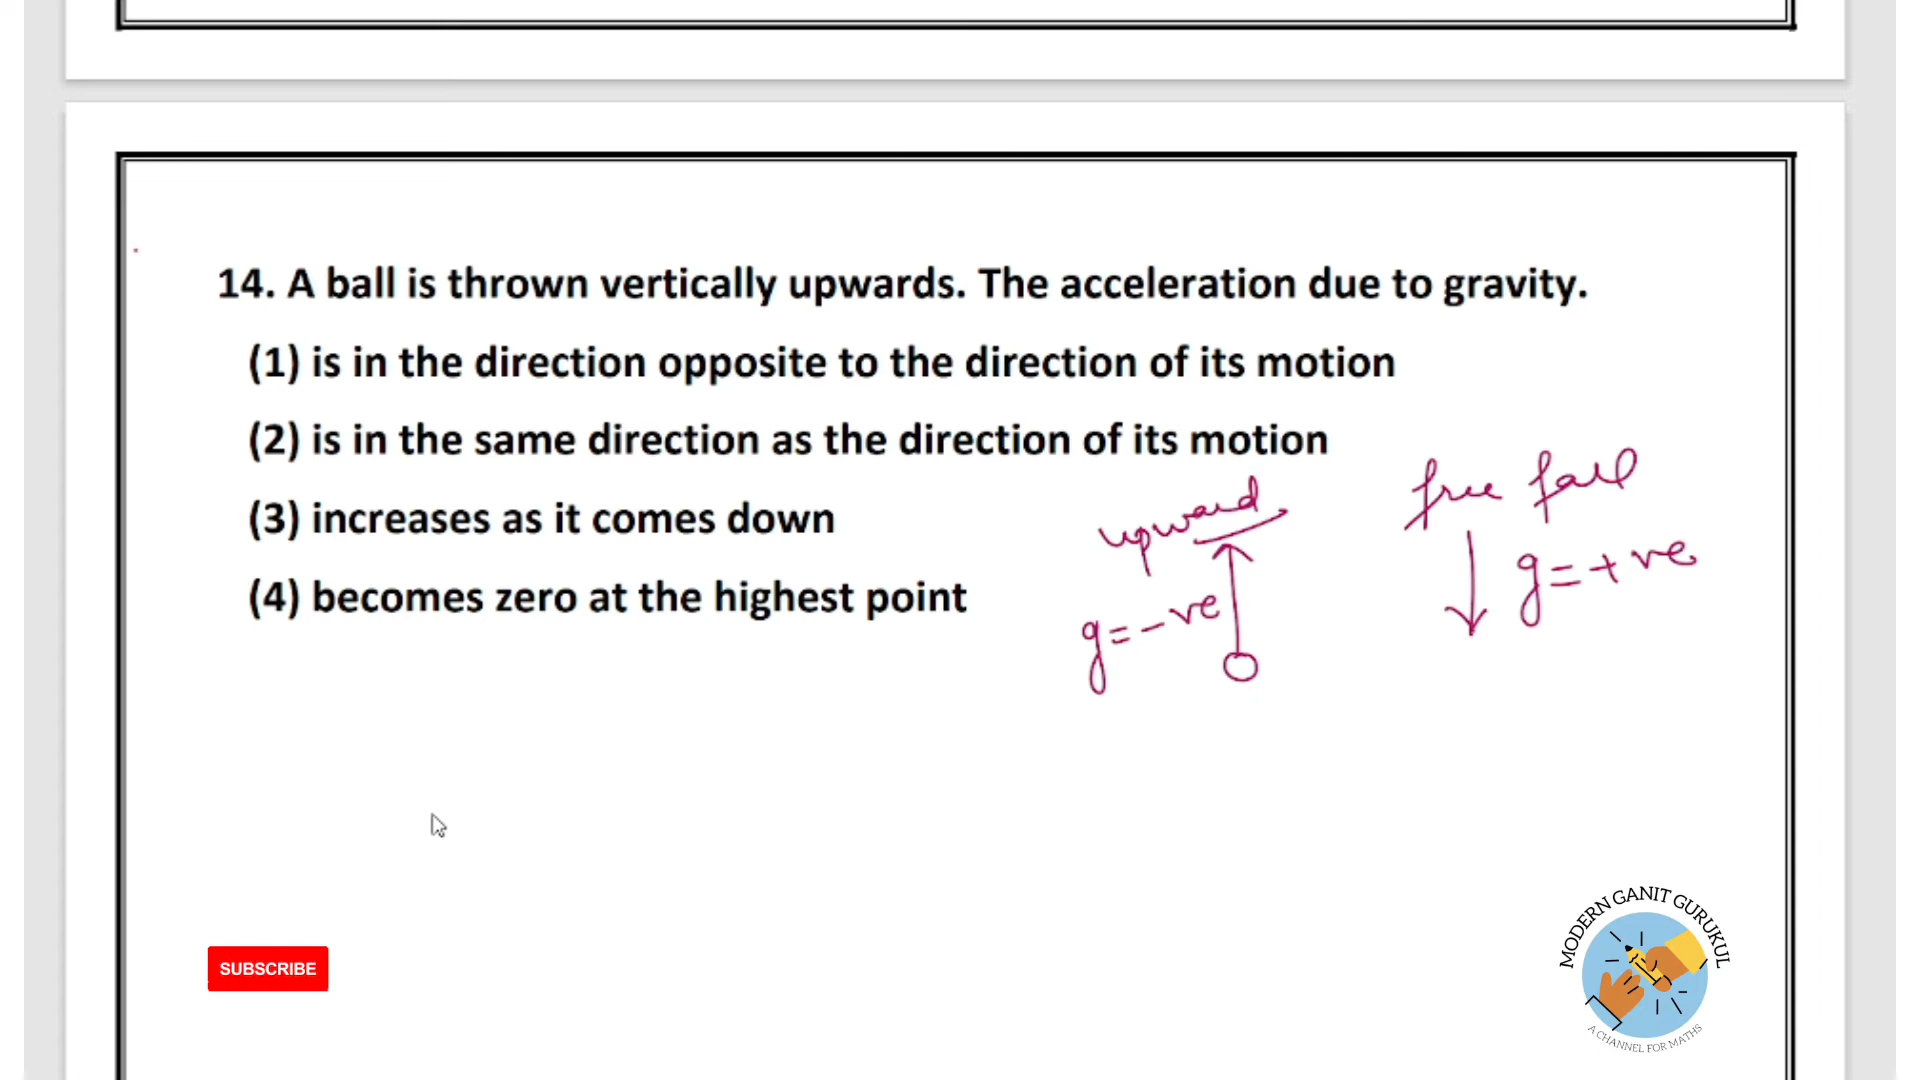 14. A ball is thrown vertically upwards. The acceleration due to gravity.
(1) is in the direction opposite to the direction of its motion
(2) is in the same direction as the direction of its motion
(3) increases as it comes down
(4) becomes zero at the highest point
upward
g=-ve
free fall
g=+ve
SUBSCRIBE
MODERN GANIT GURUKUL
A CHANNEL FOR MATHS